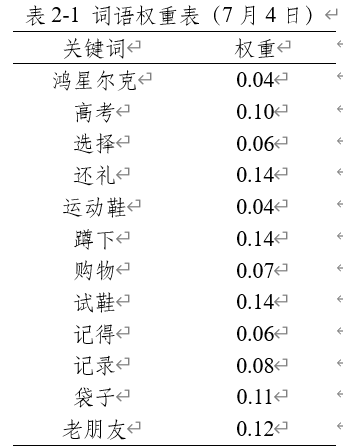 表2-1 词语权重表（7月4日）
关键词 权重
鸿星尔克 0.04
高考 0.10
选择 0.06
还礼 0.14
运动鞋 0.04
蹲下 0.14
购物 0.07
试鞋 0.14
记得 0.06
记录 0.08
袋子 0.11
老朋友 0.12